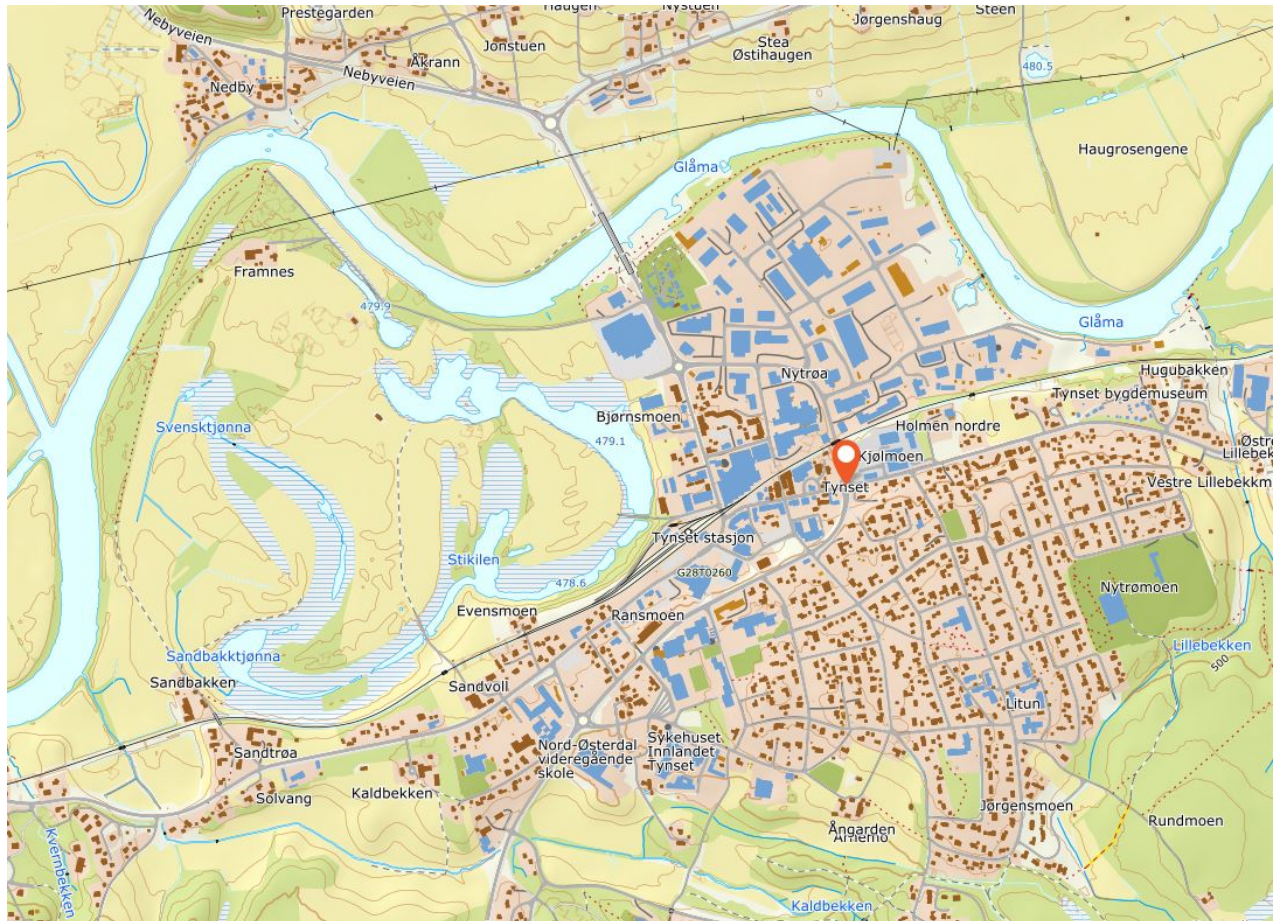 Nebyveien
Prestegarden
Haugen
Nystuen
Jørgenshaug
Steen
Jonstuen
Stea
Østihaugen
Åkrann
Nebyveien
Nedby
480.5
Haugrosengene
Glåma
Framnes
479.9
Glåma
Nytrøa
Hugubakken
Tynset bygdemuseum
Bjørnsmoen
Svensktjønna
479.1
Holmen nordre
Østre
Lillebek
Kjølmoen
Vestre Lillebekkm
Tynset
Tynset stasjon
Stikilen
G28T0260
478.6
Evensmoen
Ransmoen
Nytrømoen
Lillebekken
Sandbakktjønna
500
Sandbakken
Sandvoll
Litun
Sandtrøa
Nord-Østerdal
videregående
skole
Sykehuset
Innlandet
Tynset
Solvang
Kaldbekken
Jørgensmoen
Rundmoen
Ångarden
Kvernbekken
Kaldbekken